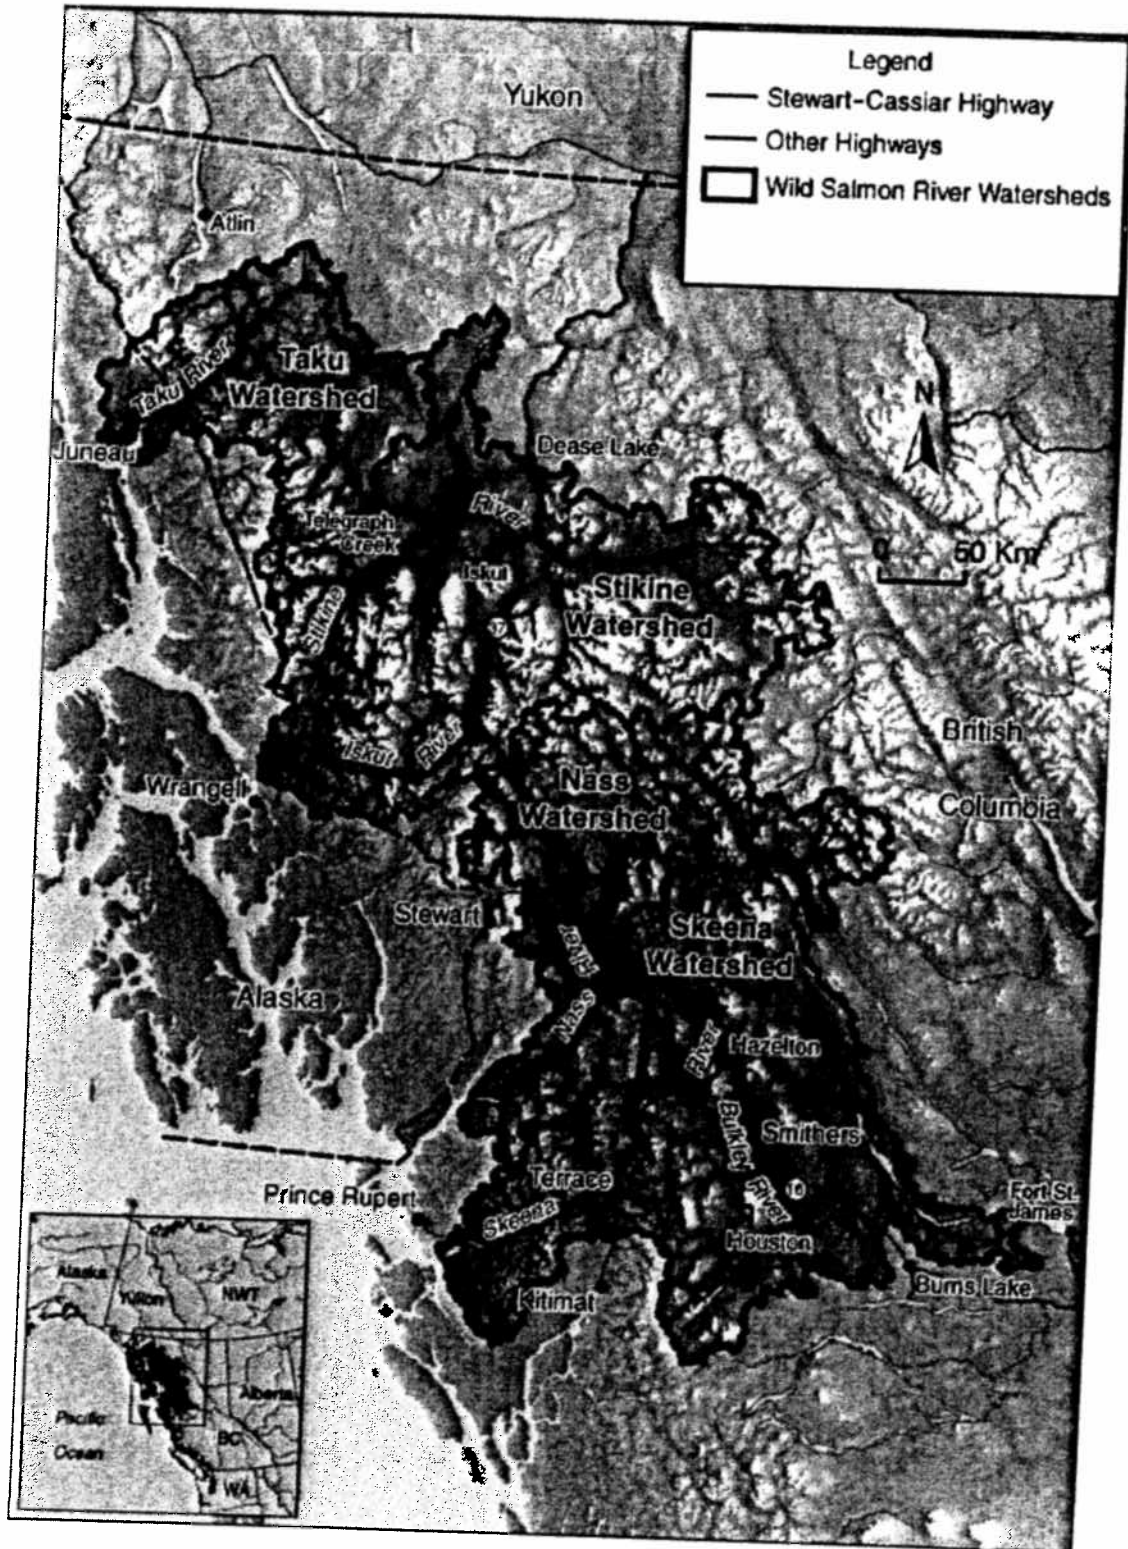 Legend
Stewart-Cassiar Highway
Other Highways
Wild Salmon River Watersheds
Yukon
Atlin
Taku
Watershed
Taku River
N
Juneau
Dease Lake
River
Telegraph
Creek
Iskut
0 50 Km
Stikine
Watershed
Stikine
37
British
Columbia
Iskut River
Wrangell
Nass
Watershed
Stewart
Skeena
Watershed
River
Nass
Alaska
River
Hazelton
Bulkley
River
Smithers
16
Terrace
Skeena
Prince Rupert
Fort St.
James
Houston
Burns Lake
Kitimat
Alaska
Yukon
NWT
Alberta
Pacific
Ocean
BC
WA